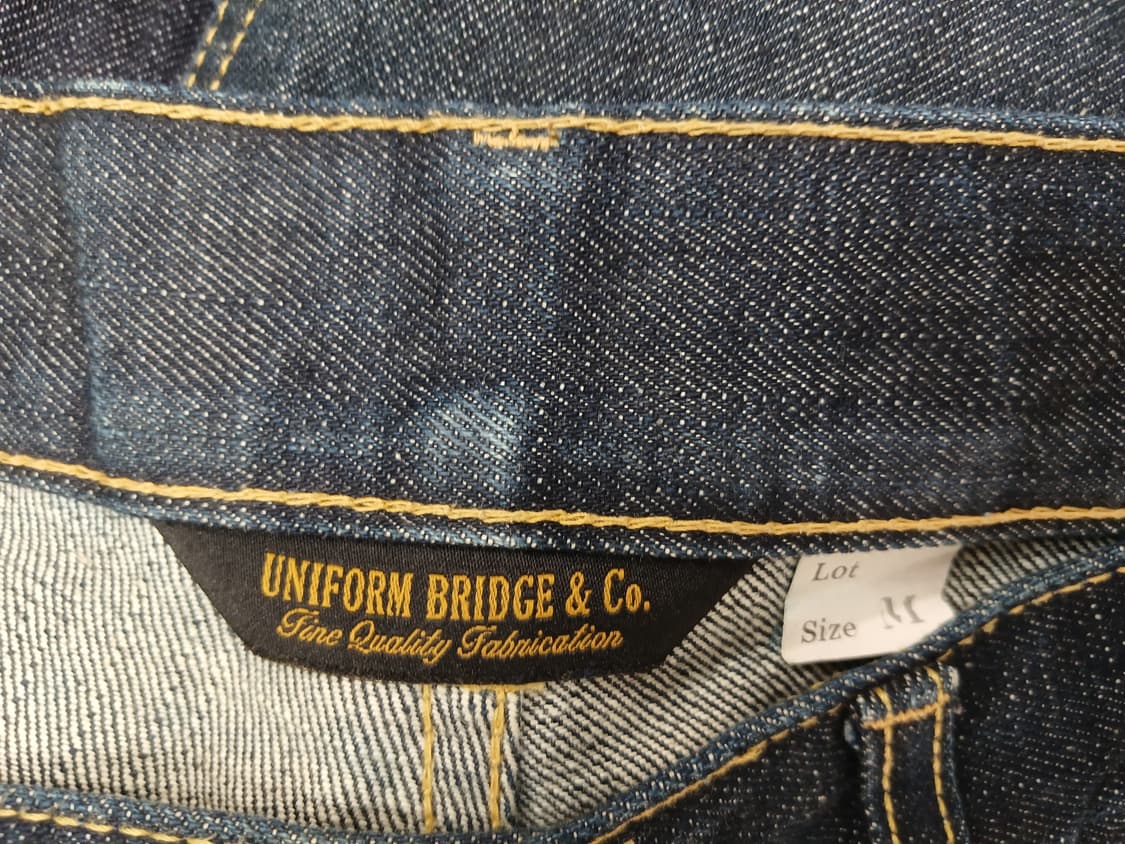 UNIFORM BRIDGE & Co.
Fine Quality Fabrication
Lot
Size M